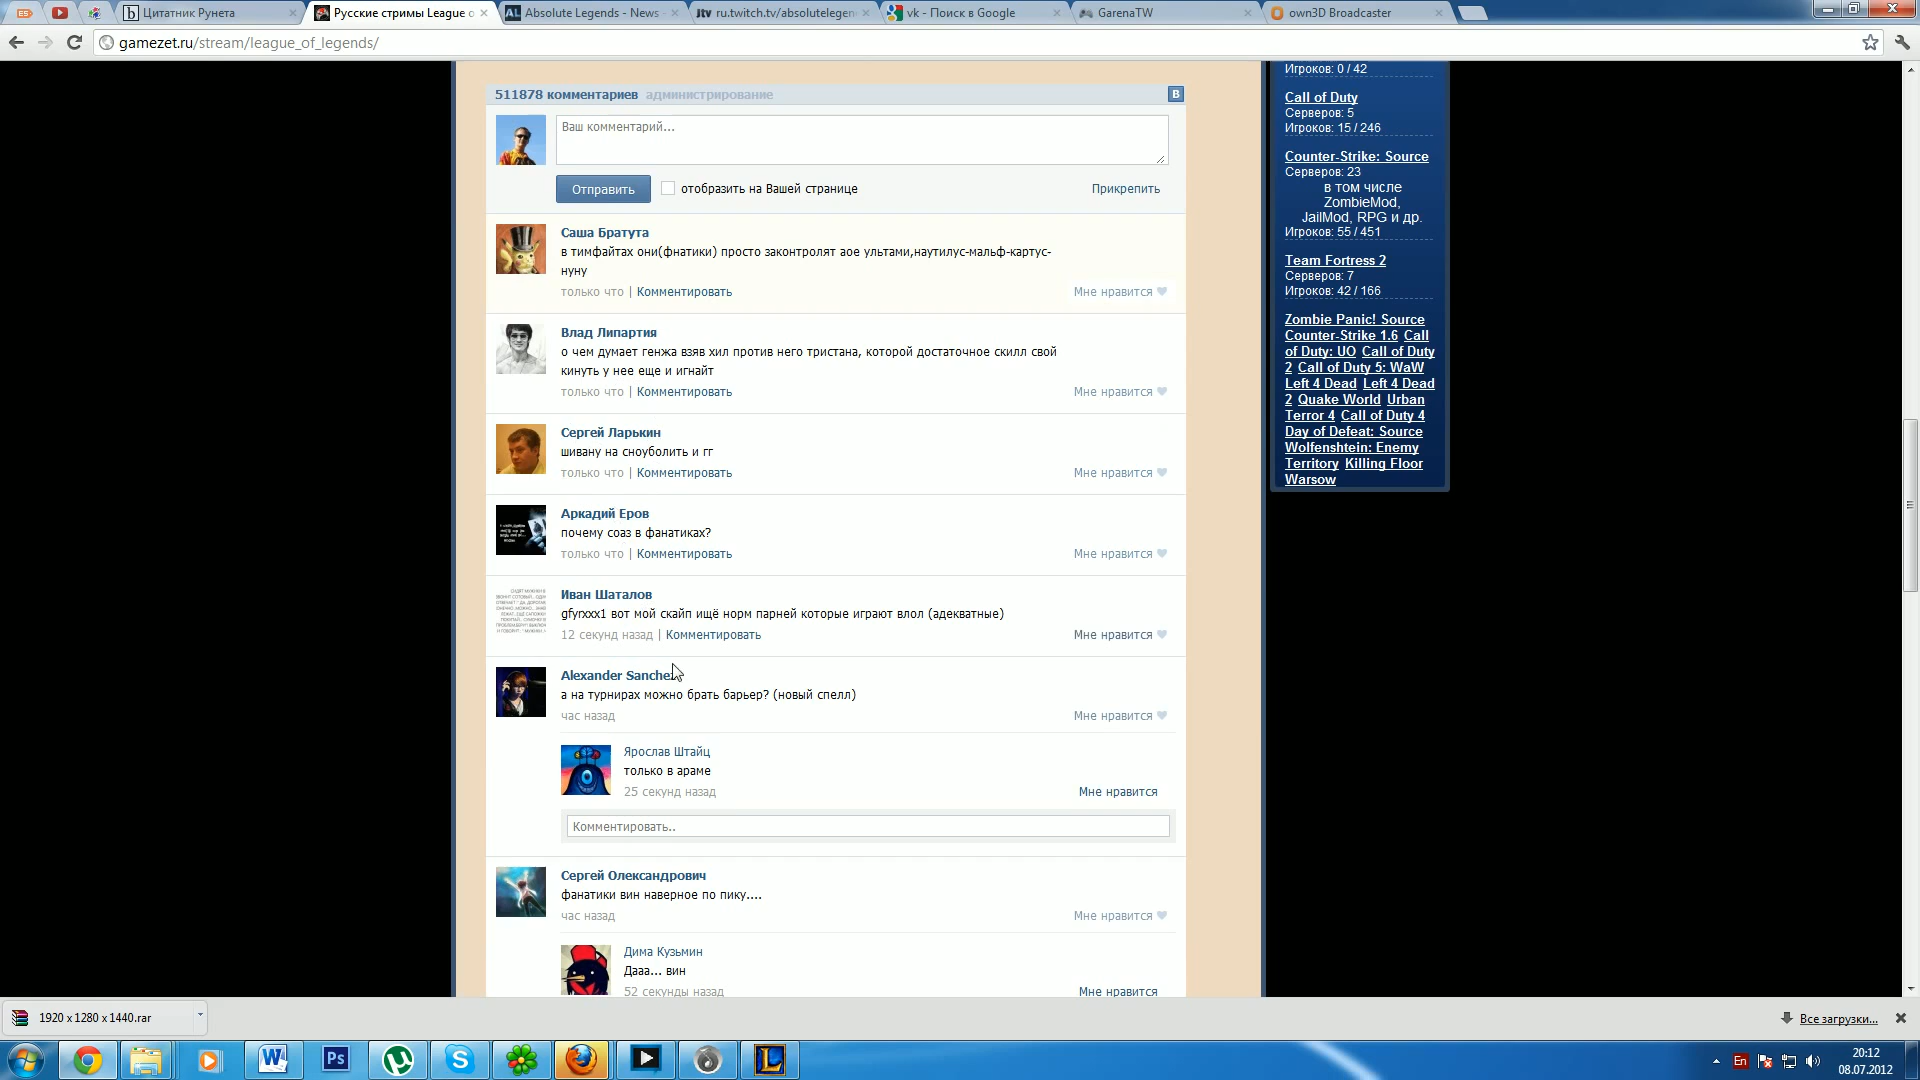 Цитатник Рунета
Русские стримы League o
Absolute Legends - News
ru.twitch.tv/absolutelegen
vk - Поиск в Google
GarenaTW
own3D Broadcaster
gamezet.ru/stream/league_of_legends/
511878 комментариев администрирование
B
Ваш комментарий...
Отправить
отобразить на Вашей странице
Прикрепить
Саша Братута
в тимфайтах они(фнатики) просто законтролят аое ультами,наутилус-мальф-картус-
нуну
только что | Комментировать
Мне нравится
Влад Липартия
о чем думает генжа взяв хил против него тристана, которой достаточное скилл свой
кинуть у нее еще и игнайт
только что | Комментировать
Мне нравится
Сергей Ларькин
шивану на сноуболить и гг
только что | Комментировать
Мне нравится
Аркадий Еров
почему соаз в фанатиках?
только что | Комментировать
Мне нравится
Иван Шаталов
gfyrxxx1 вот мой скайп ищё норм парней которые играют влол (адекватные)
12 секунд назад | Комментировать
Мне нравится
Alexander Sanchez
а на турнирах можно брать барьер? (новый спелл)
час назад
Мне нравится
Ярослав Штайц
только в араме
25 секунд назад
Мне нравится
Комментировать..
Сергей Олександрович
фанатики вин наверное по пику....
час назад
Мне нравится
Дима Кузьмин
Дааа... вин
52 секунды назад
Мне нравится
Игроков: 0 / 42
Call of Duty
Серверов: 5
Игроков: 15 / 246
Counter-Strike: Source
Серверов: 23
в том числе
ZombieMod,
JailMod, RPG и др.
Игроков: 55 / 451
Team Fortress 2
Серверов: 7
Игроков: 42 / 166
Zombie Panic! Source
Counter-Strike 1.6 Call
of Duty: UO Call of Duty
2 Call of Duty 5: WaW
Left 4 Dead Left 4 Dead
2 Quake World Urban
Terror 4 Call of Duty 4
Day of Defeat: Source
Wolfenshtein: Enemy
Territory Killing Floor
Warsow
1920 x 1280 x 1440.rar
Все загрузки...
En
20:12
08.07.2012